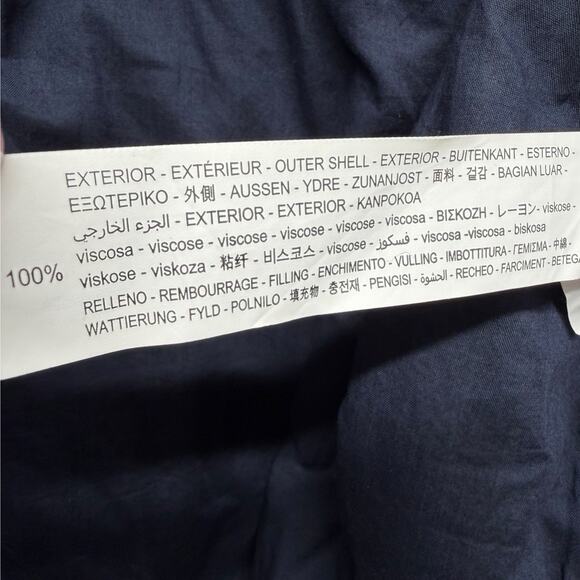 EXTERIOR - EXTÉRIEUR - OUTER SHELL - EXTERIOR - BUITENKANT - ESTERNO -
ΕΞΩΤΕΡΙΚΟ - 外側 - AUSSEN - YDRE - ZUNANJOST - 面料 - 겉감 - BAGIAN LUAR -
الجزء الخارجي - EXTERIOR - EXTERIOR - KANPOKOA
100% viscosa - viscose - viscose - viscose - viscose - viscosa - ΒΙΣΚΟΖΗ - レーヨン - viskose -
viskose - viskoza - 粘纤 - 비스코스 - viscose - فسكوز - viscosa - viscosa - biskosa
RELLENO - REMBOURRAGE - FILLING - ENCHIMENTO - VULLING - IMBOTTITURA - ΓΕΜΙΣΜΑ - 中綿 -
WATTIERUNG - FYLD - POLNILO - 填充物 - 충전재 - PENGISI - الحشوة - RECHEO - FARCIMENT - BETEGA